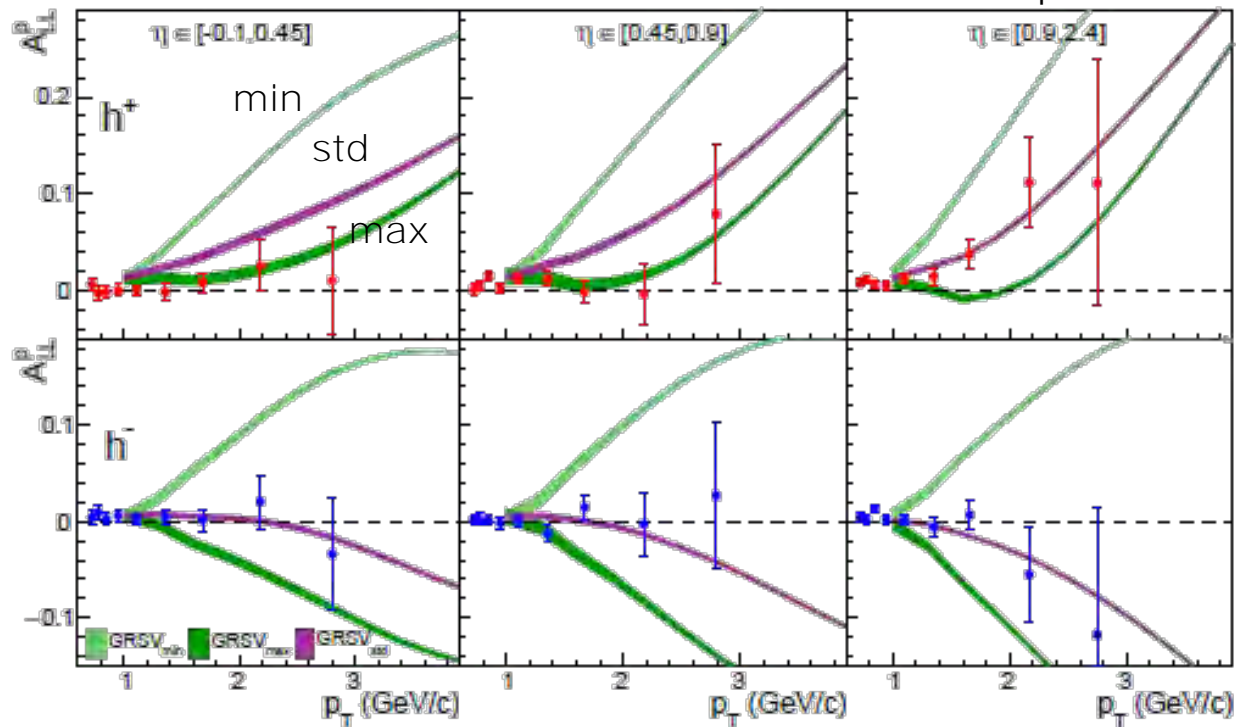 A^p_LL
η ∈ [-0.1,0.45]
η ∈ [0.45,0.9]
η ∈ [0.9,2.4]
0.2
h⁺
min
std
0.1
max
0
A^p_LL
0.1
h⁻
0
−0.1
GRSV_min GRSV_max GRSV_std
1 2 3 1 2 3 1 2 3
p_T (GeV/c) p_T (GeV/c) p_T (GeV/c)